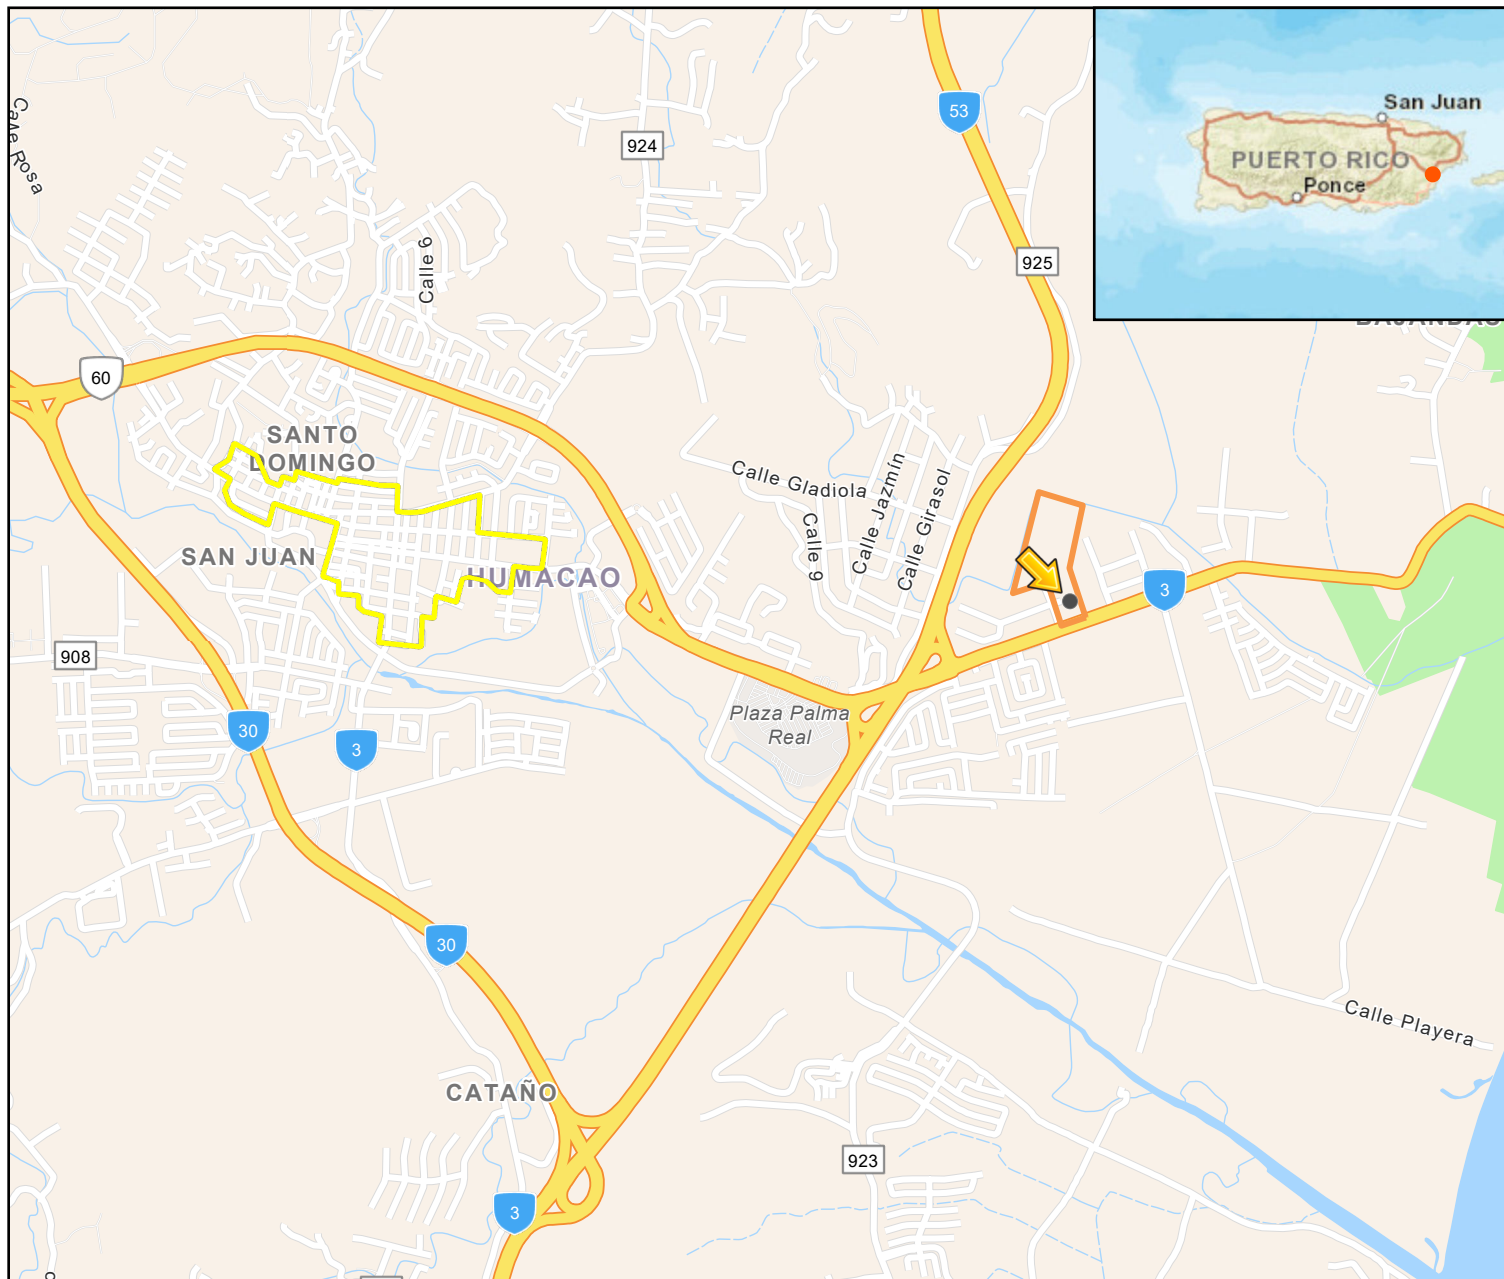 San Juan
PUERTO RICO
Ponce
53
Calle Rosa
924
Calle 6
925
60
SANTO
DOMINGO
Calle Gladiola
Calle Jazmín
Calle Girasol
Calle 9
SAN JUAN
HUMACAO
3
908
30
3
Plaza Palma
Real
30
Calle Playera
CATAÑO
923
3